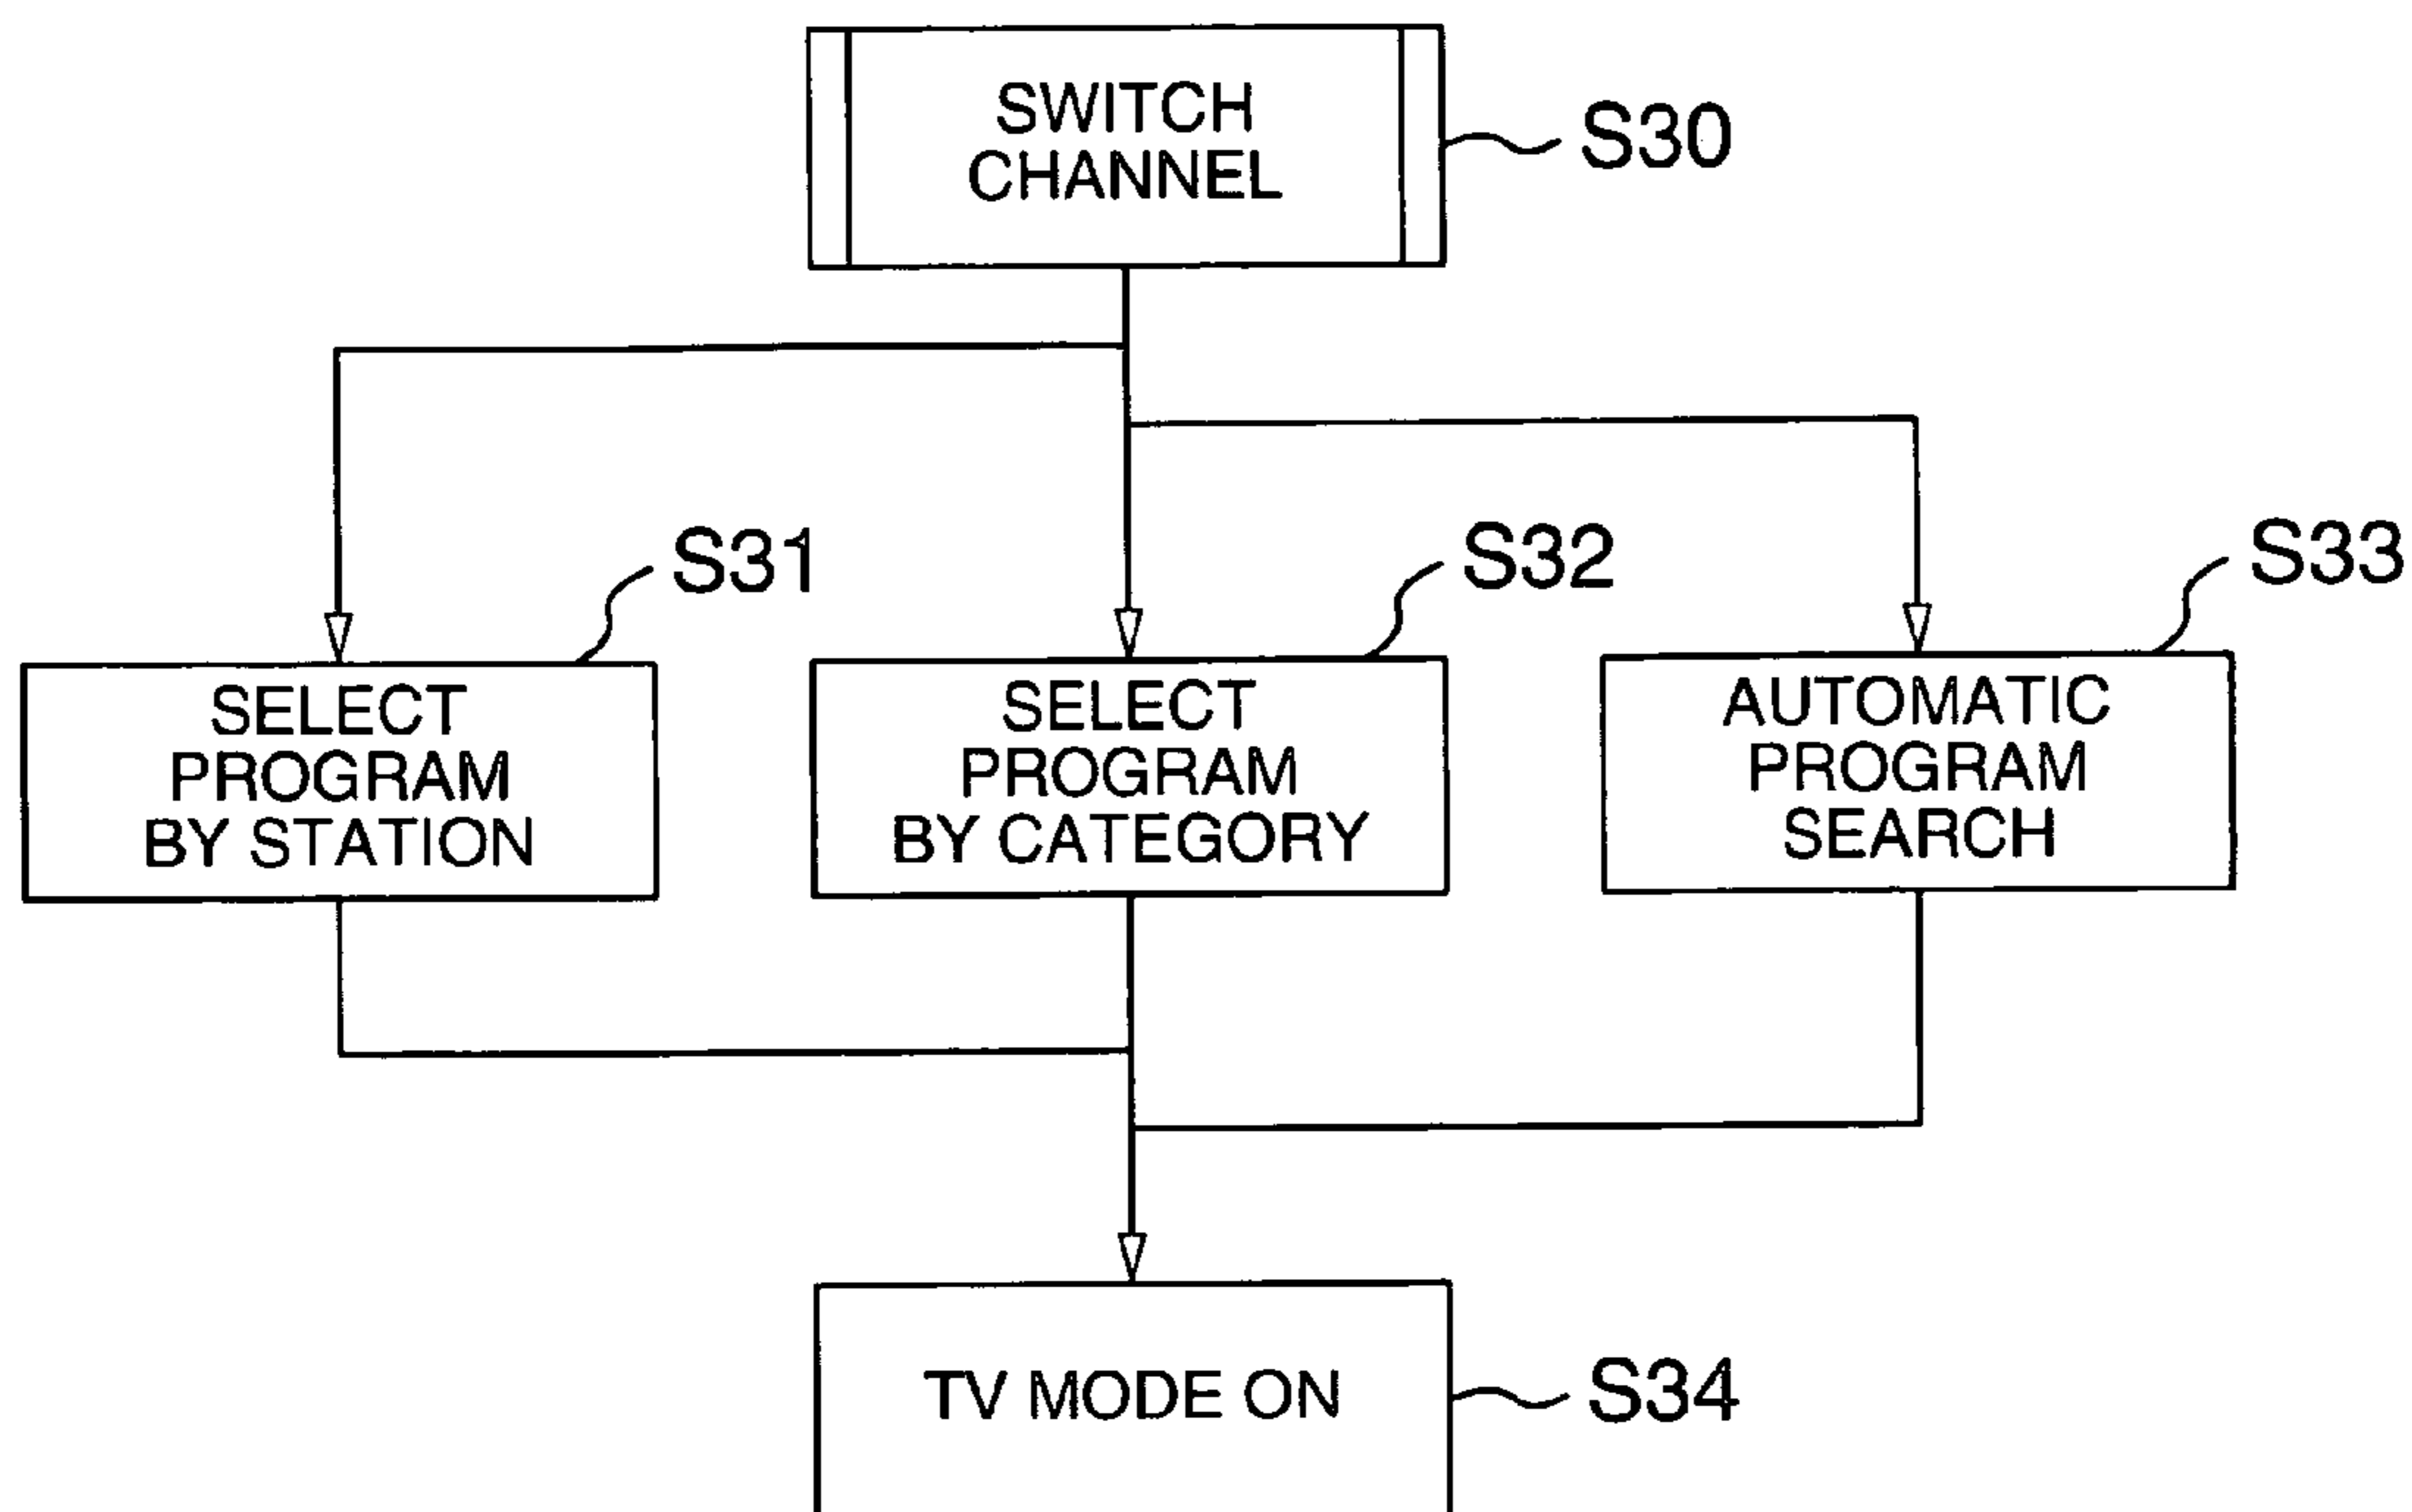 SWITCH
CHANNEL
S30
S31
S32
S33
SELECT
PROGRAM
BY STATION
SELECT
PROGRAM
BY CATEGORY
AUTOMATIC
PROGRAM
SEARCH
TV MODE ON
S34